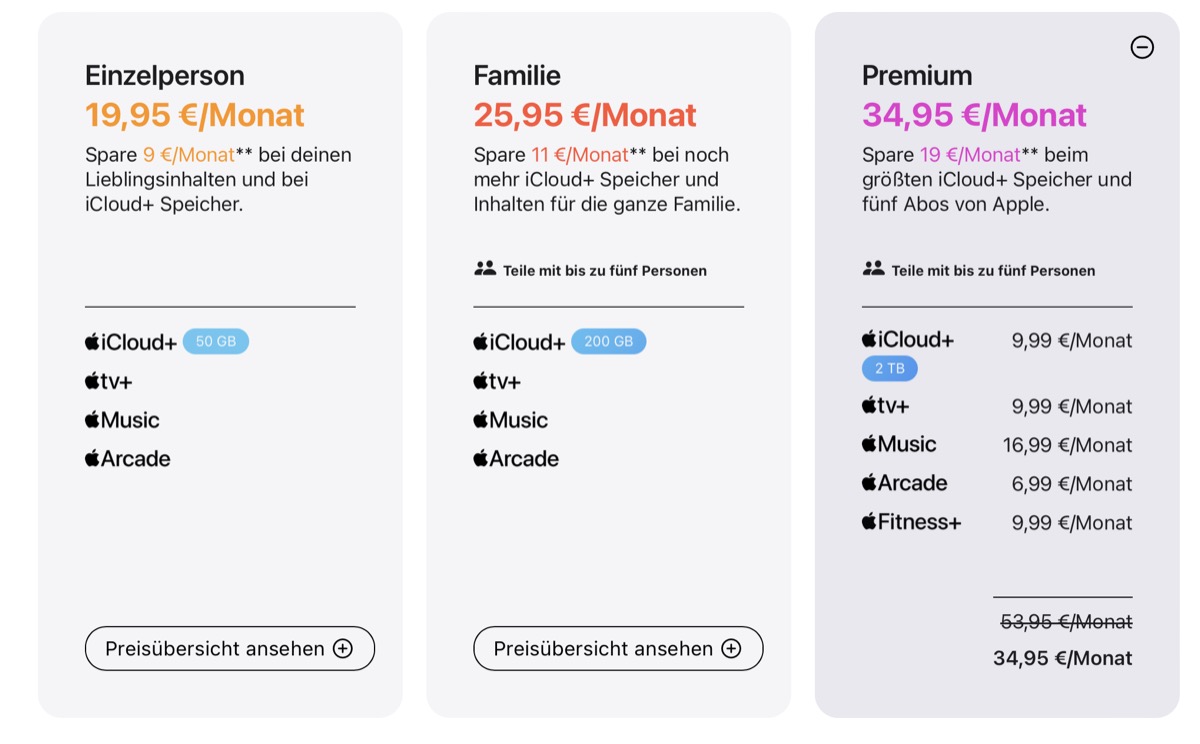 Einzelperson
19,95 €/Monat
Spare 9 €/Monat** bei deinen
Lieblingsinhalten und bei
iCloud+ Speicher.
iCloud+ 50 GB
tv+
Music
Arcade
Preisübersicht ansehen
Familie
25,95 €/Monat
Spare 11 €/Monat** bei noch
mehr iCloud+ Speicher und
Inhalten für die ganze Familie.
Teile mit bis zu fünf Personen
iCloud+ 200 GB
tv+
Music
Arcade
Preisübersicht ansehen
Premium
34,95 €/Monat
Spare 19 €/Monat** beim
größten iCloud+ Speicher und
fünf Abos von Apple.
Teile mit bis zu fünf Personen
iCloud+ 9,99 €/Monat
2 TB
tv+ 9,99 €/Monat
Music 16,99 €/Monat
Arcade 6,99 €/Monat
Fitness+ 9,99 €/Monat
53,95 €/Monat
34,95 €/Monat